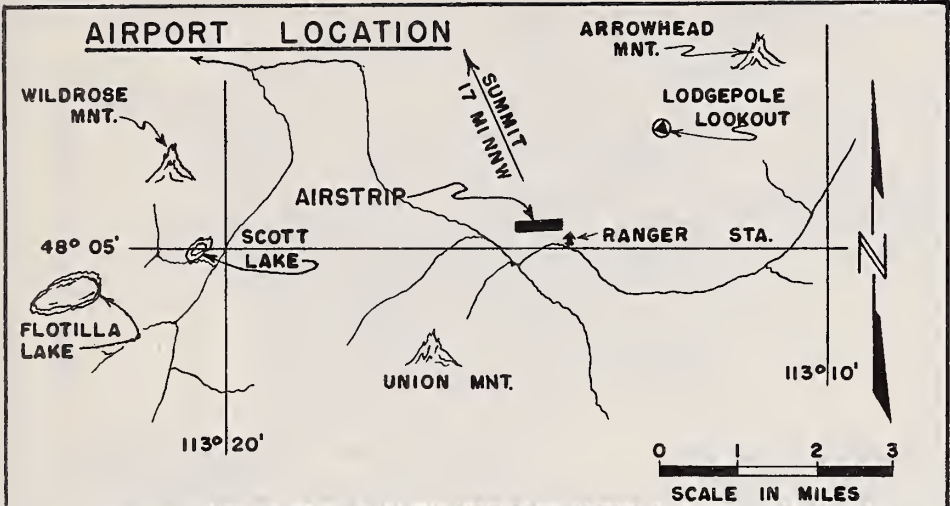 AIRPORT LOCATION
ARROWHEAD
MNT.
WILDROSE
MNT.
SUMMIT
17 MI NNW
LODGEPOLE
LOOKOUT
AIRSTRIP
48° 05'
SCOTT
LAKE
RANGER STA.
N
FLOTILLA
LAKE
UNION MNT.
113° 10'
113° 20'
0 1 2 3
SCALE IN MILES